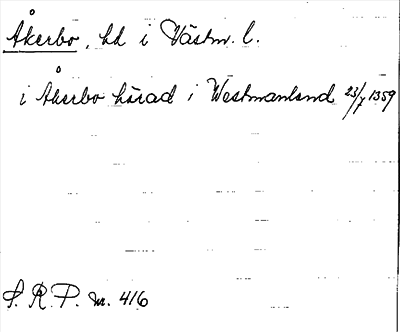 Åkerbo, hd i Västm. l.
i Åkerbo härad i Westmanland 23/7 1359
S. R. P. nr. 416